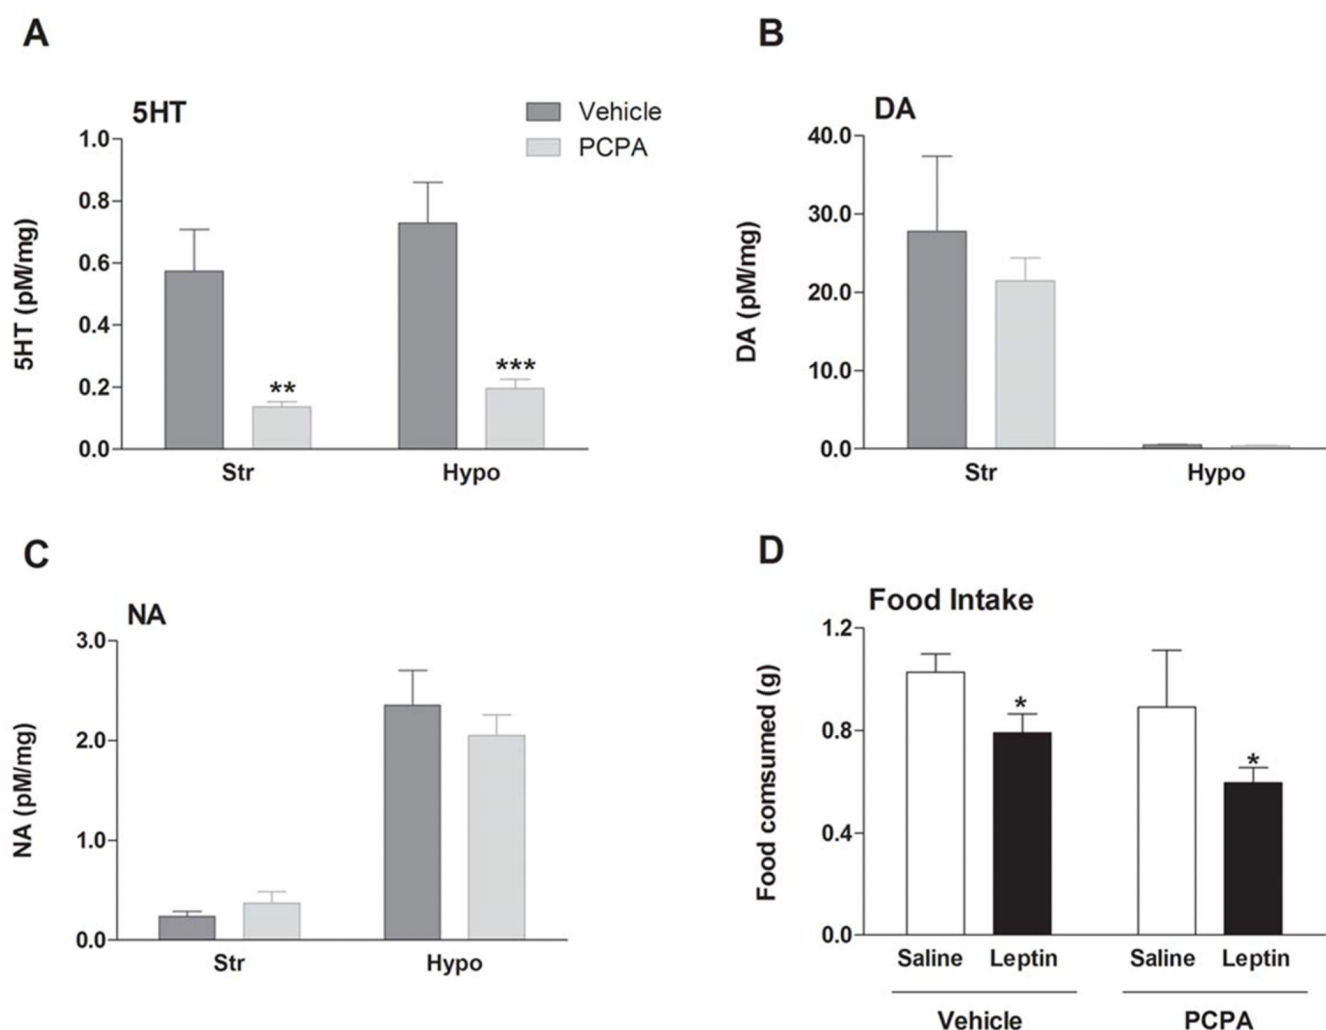 A
5HT
Vehicle
PCPA
5HT (pM/mg)
1.0
0.8
0.6
0.4
0.2
0.0
**
***
Str Hypo
B
DA
DA (pM/mg)
40.0
30.0
20.0
10.0
0.0
Str Hypo
C
NA
NA (pM/mg)
3.0
2.0
1.0
0.0
Str Hypo
D
Food Intake
Food comsumed (g)
1.2
0.8
0.4
0.0
*
*
Saline Leptin Saline Leptin
Vehicle PCPA